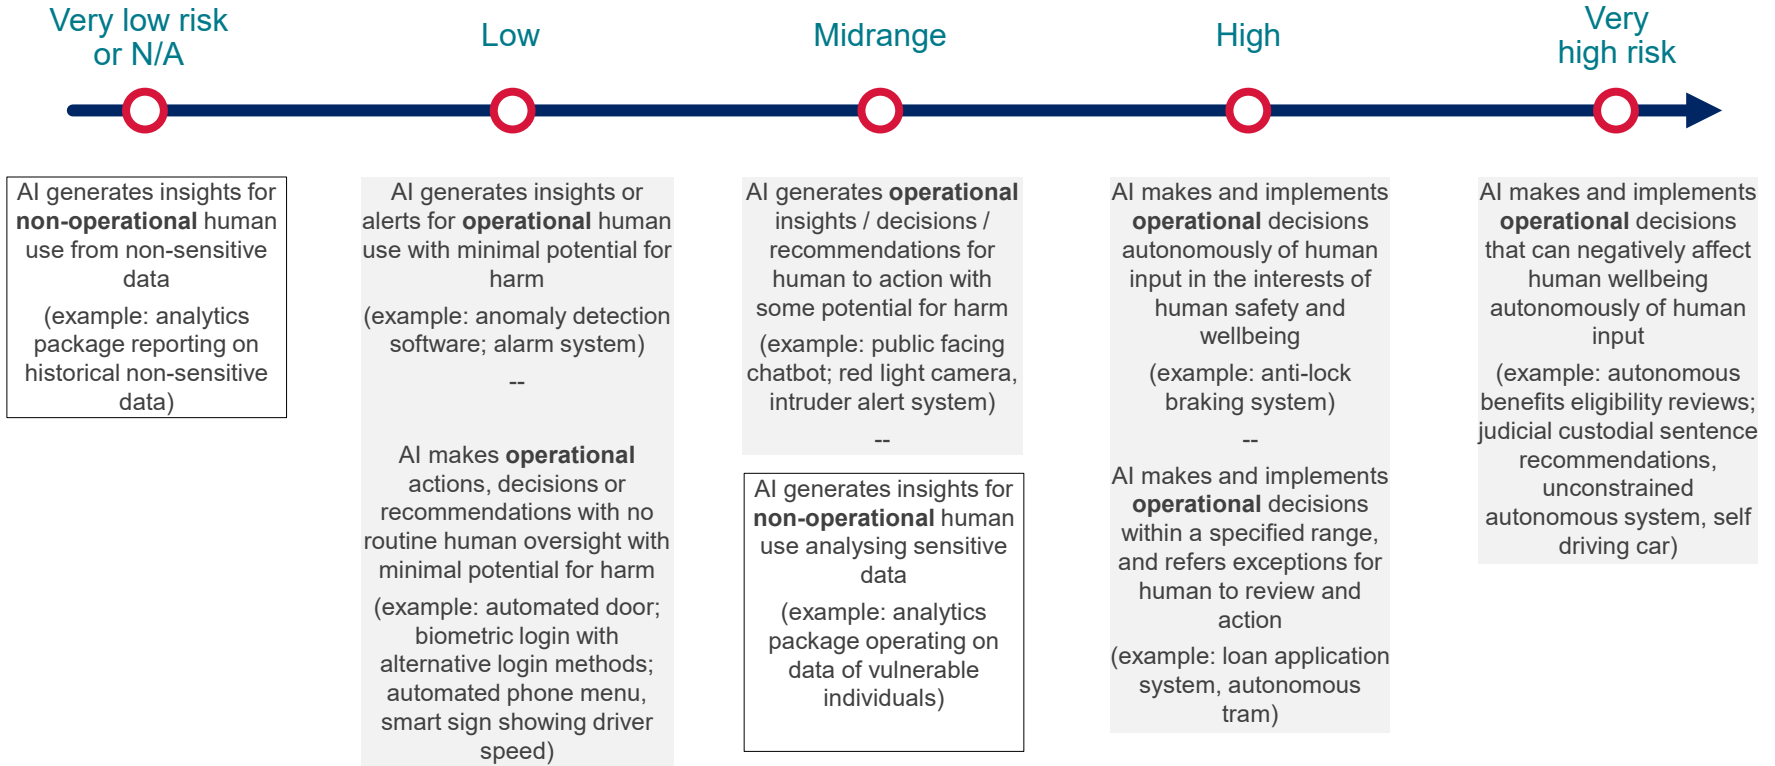 Very low risk
or N/A
Low
Midrange
High
Very
high risk
AI generates insights for
non-operational human
use from non-sensitive
data
(example: analytics
package reporting on
historical non-sensitive
data)
AI generates insights or
alerts for operational human
use with minimal potential for
harm
(example: anomaly detection
software; alarm system)
--
AI makes operational
actions, decisions or
recommendations with no
routine human oversight with
minimal potential for harm
(example: automated door;
biometric login with
alternative login methods;
automated phone menu,
smart sign showing driver
speed)
AI generates operational
insights / decisions /
recommendations for
human to action with
some potential for harm
(example: public facing
chatbot; red light camera,
intruder alert system)
--
AI generates insights for
non-operational human
use analysing sensitive
data
(example: analytics
package operating on
data of vulnerable
individuals)
AI makes and implements
operational decisions
autonomously of human
input in the interests of
human safety and
wellbeing
(example: anti-lock
braking system)
--
AI makes and implements
operational decisions
within a specified range,
and refers exceptions for
human to review and
action
(example: loan application
system, autonomous
tram)
AI makes and implements
operational decisions
that can negatively affect
human wellbeing
autonomously of human
input
(example: autonomous
benefits eligibility reviews;
judicial custodial sentence
recommendations,
unconstrained
autonomous system, self
driving car)